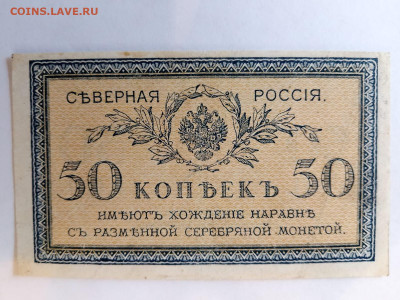 COINS.LAVE.RU
СѢВЕРНАЯ РОССІЯ.
50 КОПѢЕКЪ 50
ИМѢЮТЪ ХОЖДЕНІЕ НАРАВНѢ
СЪ РАЗМѢННОЙ СЕРЕБРЯНОЙ МОНЕТОЙ.